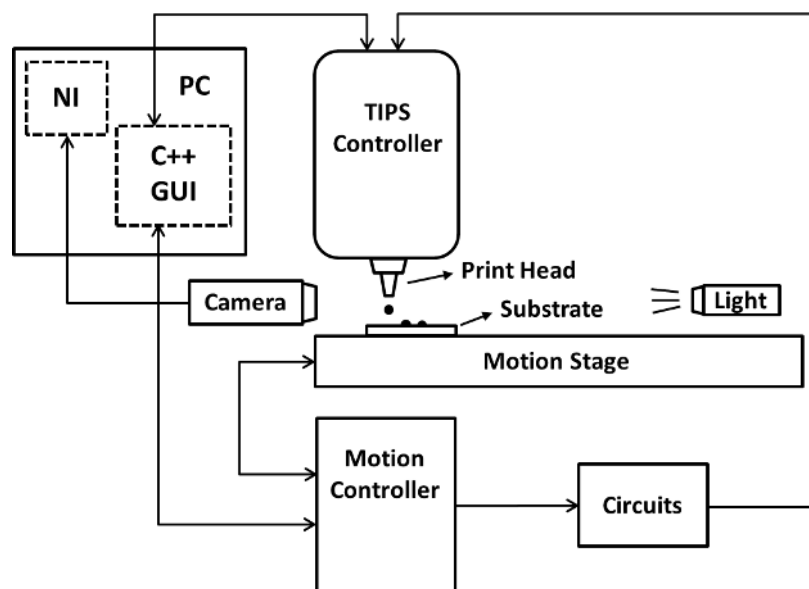 NI
PC
C++
GUI
TIPS
Controller
Print Head
Camera
Substrate
Light
Motion Stage
Motion
Controller
Circuits